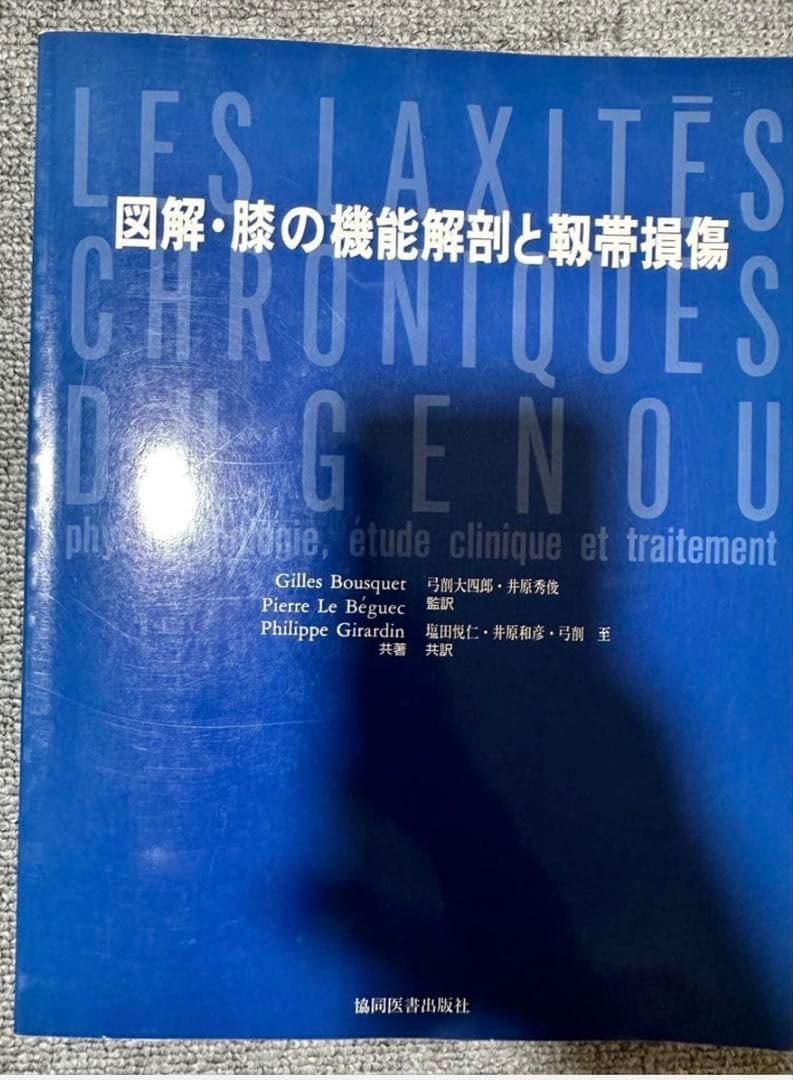 LES LAXITÉS
図解・膝の機能解剖と靱帯損傷
CHRONIQUES
DU GENOU
étude clinique et traitement
Gilles Bousquet 弓削大四郎・井原秀俊
Pierre Le Béguec 監訳
Philippe Girardin 塩田悦仁・井原和彦・弓削 至
共著 共訳
協同医書出版社